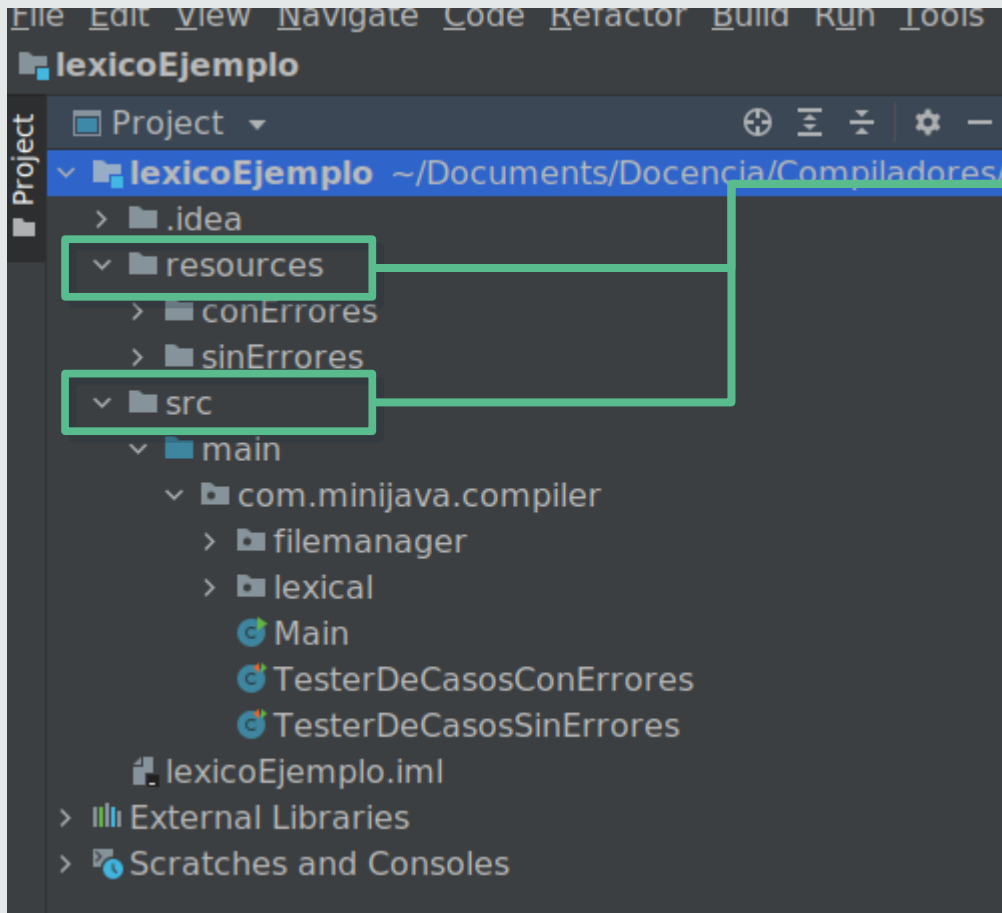 File Edit View Navigate Code Refactor Build Run Tools
lexicoEjemplo
Project
Project
lexicoEjemplo ~/Documents/Docencia/Compiladores/
.idea
resources
conErrores
sinErrores
src
main
com.minijava.compiler
filemanager
lexical
Main
TesterDeCasosConErrores
TesterDeCasosSinErrores
lexicoEjemplo.iml
External Libraries
Scratches and Consoles